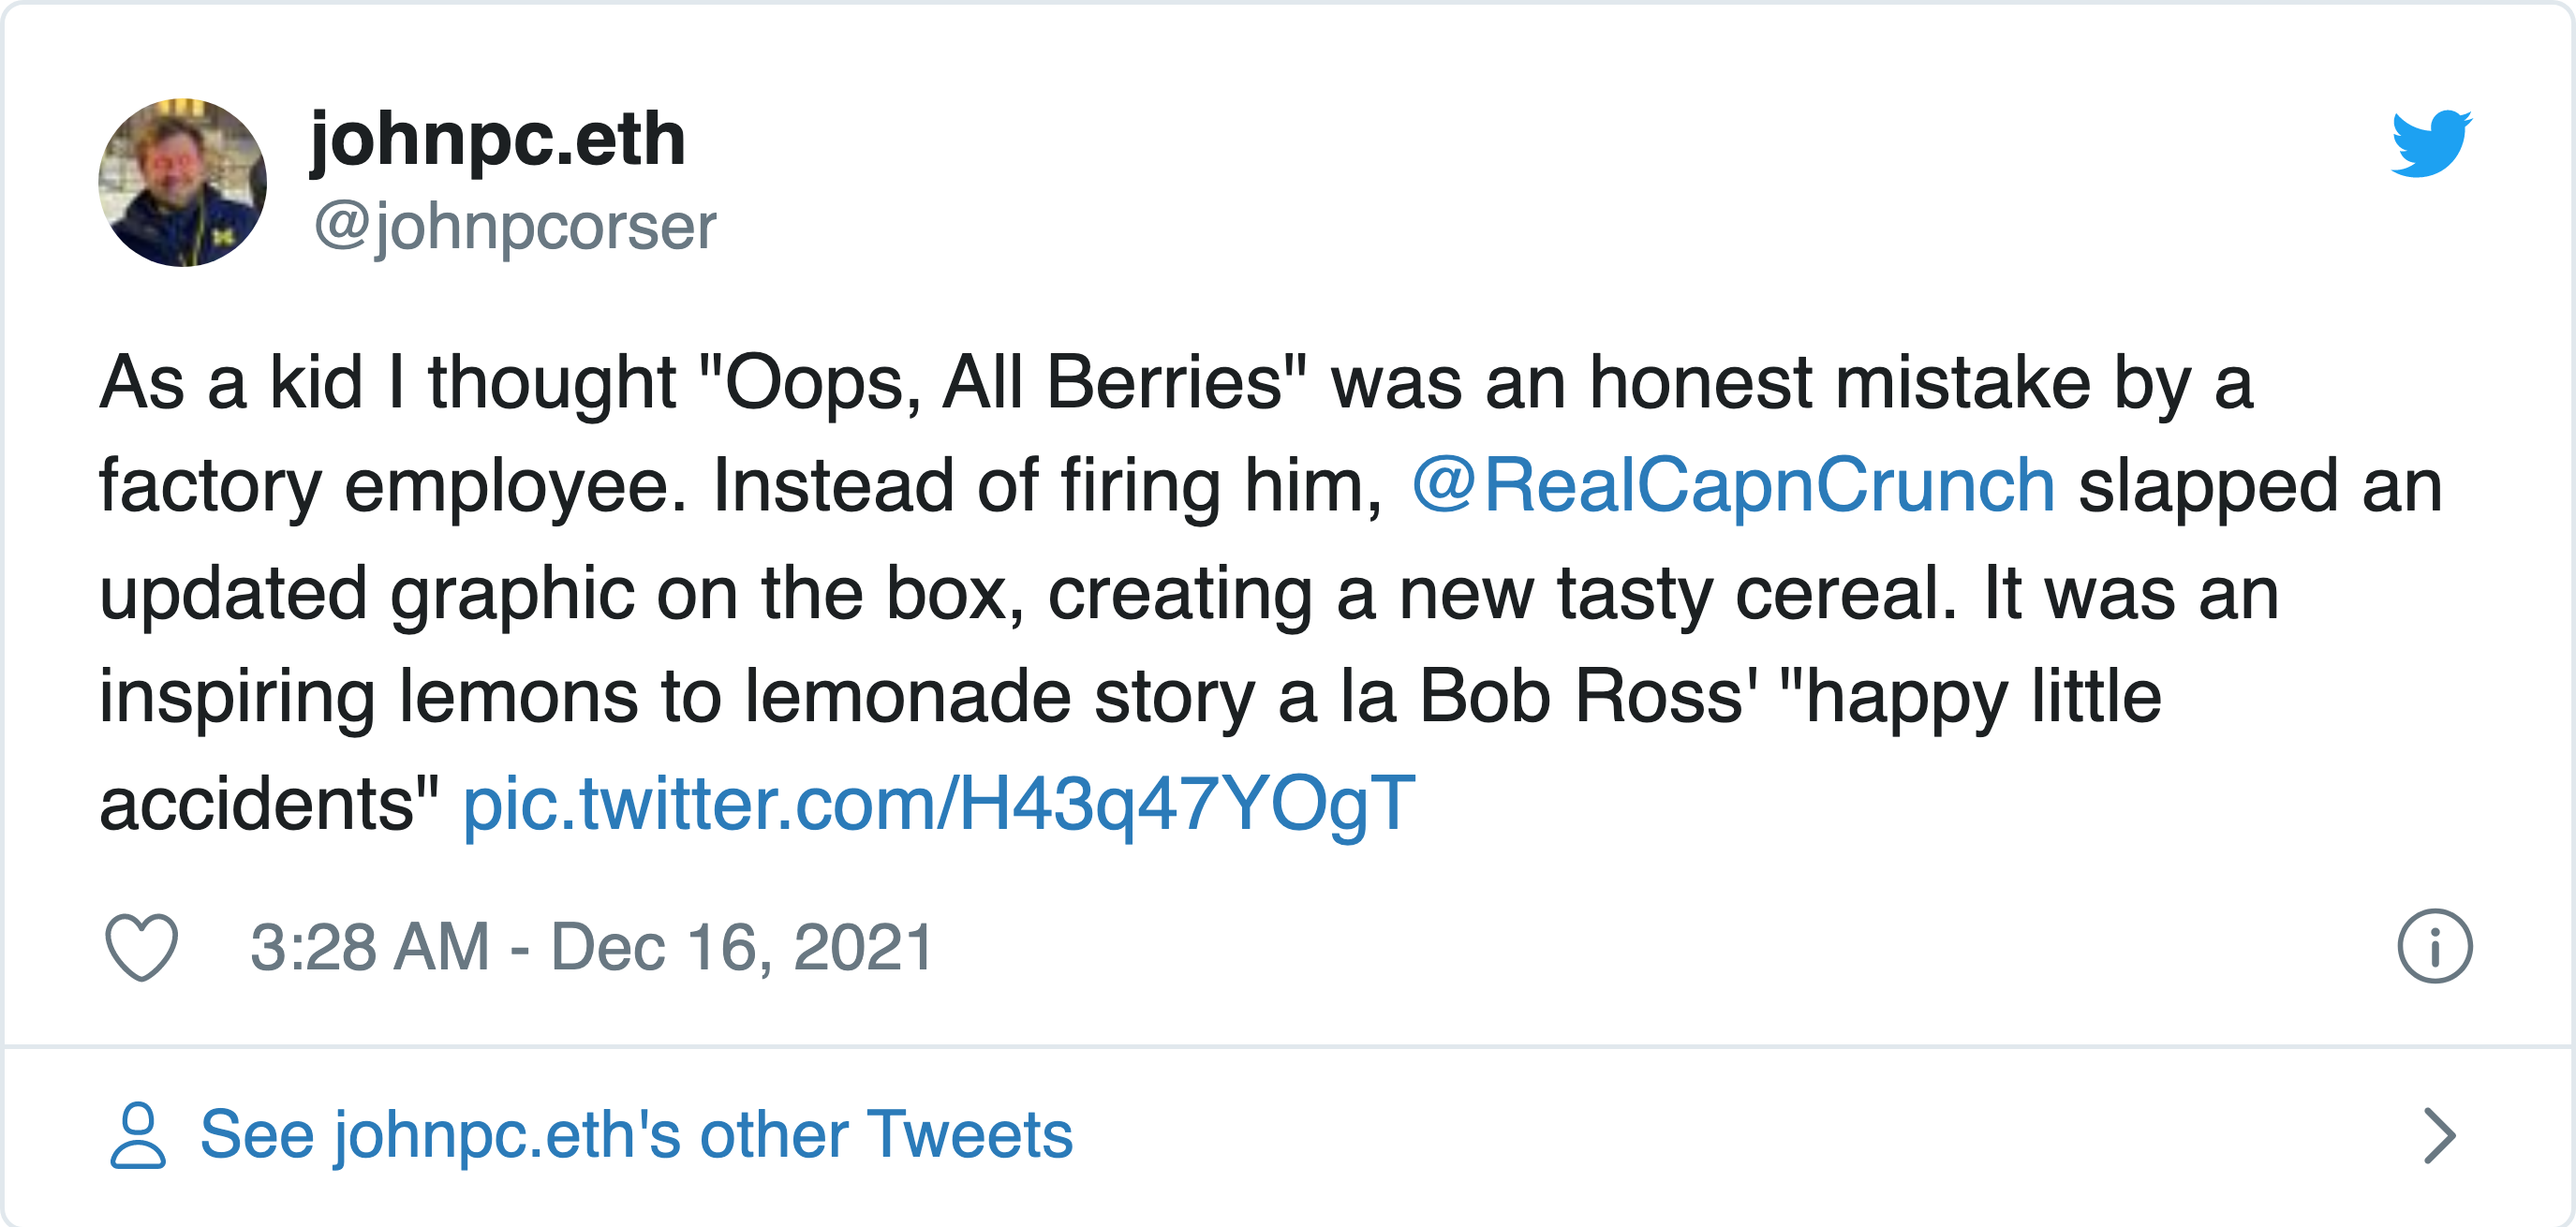 johnpc.eth
@johnpcorser
As a kid I thought "Oops, All Berries" was an honest mistake by a
factory employee. Instead of firing him, @RealCapnCrunch slapped an
updated graphic on the box, creating a new tasty cereal. It was an
inspiring lemons to lemonade story a la Bob Ross' "happy little
accidents" pic.twitter.com/H43q47YOgT
3:28 AM - Dec 16, 2021
See johnpc.eth's other Tweets